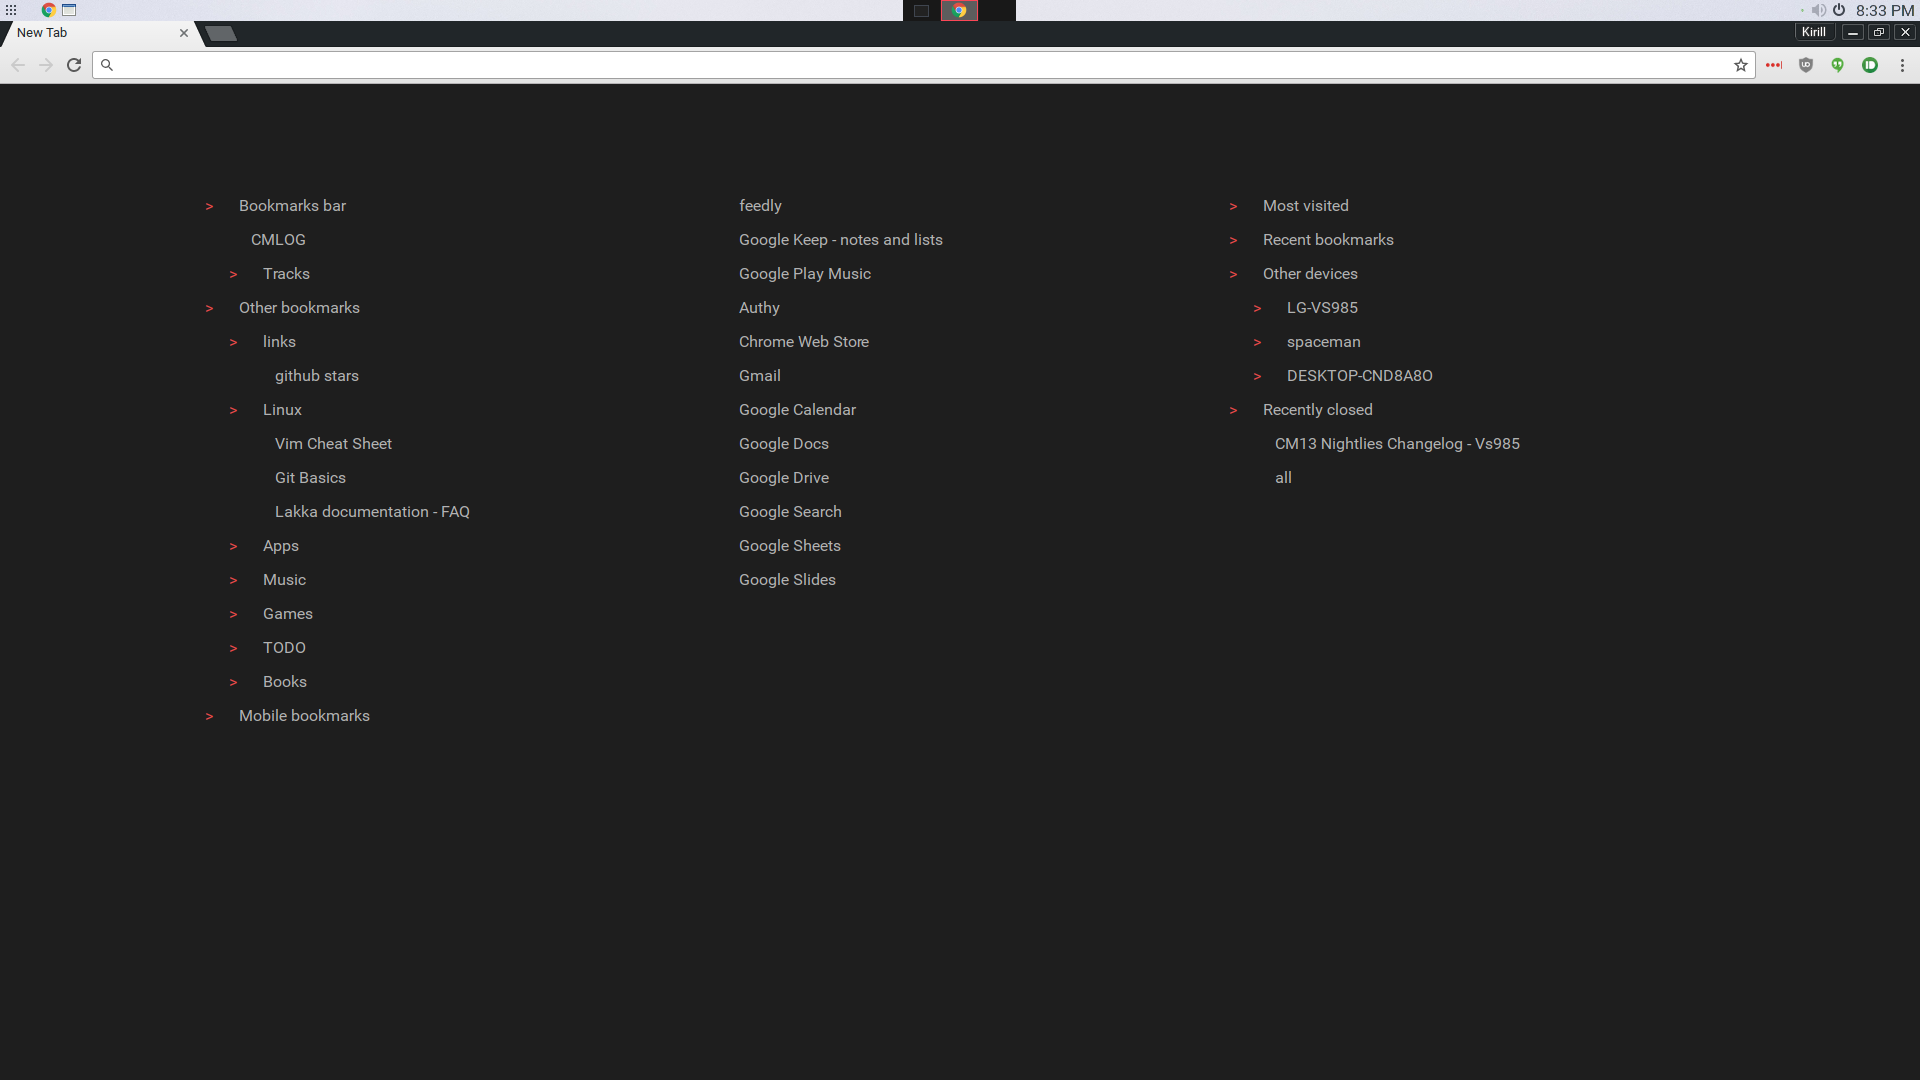 8:33 PM
New Tab
Kirill
> Bookmarks bar
CMLOG
> Tracks
> Other bookmarks
> links
github stars
> Linux
Vim Cheat Sheet
Git Basics
Lakka documentation - FAQ
> Apps
> Music
> Games
> TODO
> Books
> Mobile bookmarks
feedly
Google Keep - notes and lists
Google Play Music
Authy
Chrome Web Store
Gmail
Google Calendar
Google Docs
Google Drive
Google Search
Google Sheets
Google Slides
> Most visited
> Recent bookmarks
> Other devices
> LG-VS985
> spaceman
> DESKTOP-CND8A8O
> Recently closed
CM13 Nightlies Changelog - Vs985
all